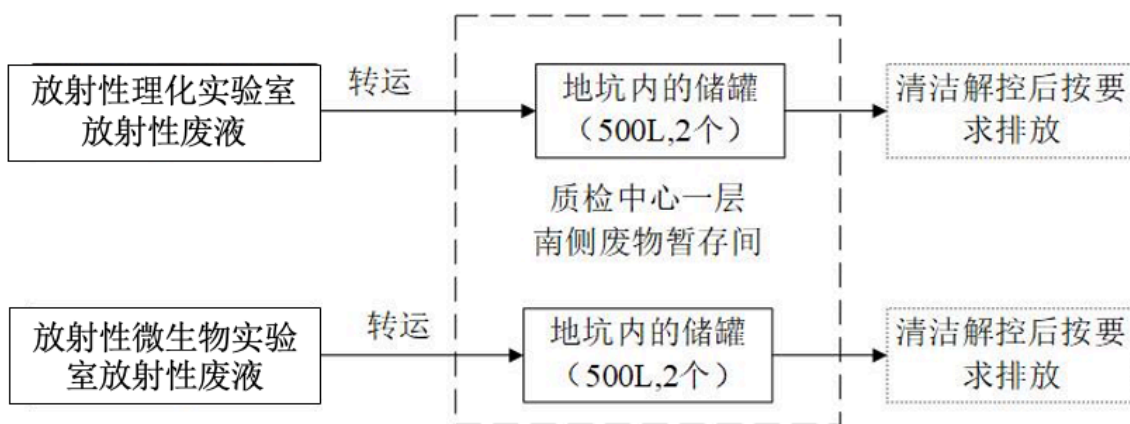 放射性理化实验室
放射性废液
转运
地坑内的储罐
（500L,2个）
清洁解控后按要
求排放
质检中心一层
南侧废物暂存间
放射性微生物实验
室放射性废液
转运
地坑内的储罐
（500L,2个）
清洁解控后按要
求排放